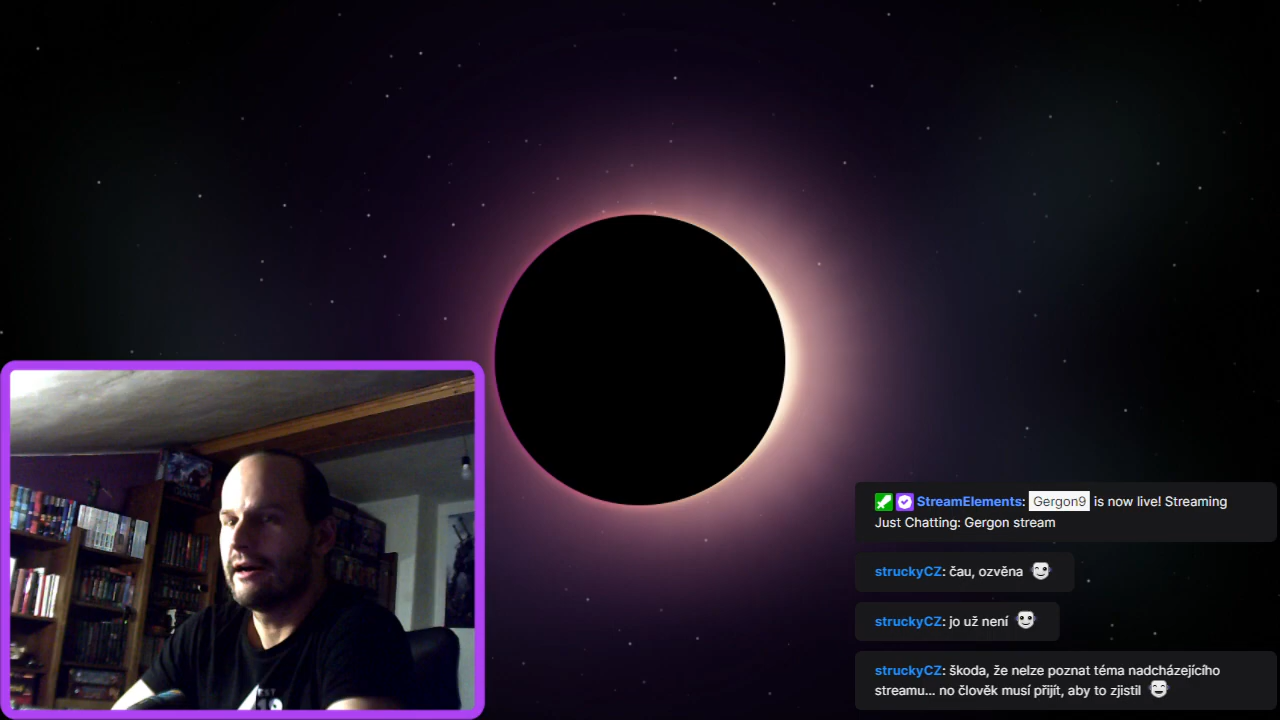 StreamElements: Gergon9 is now live! Streaming
Just Chatting: Gergon stream
struckyCZ: čau, ozvěna
struckyCZ: jo už není
struckyCZ: škoda, že nelze poznat téma nadcházejícího
streamu... no člověk musí přijít, aby to zjistil